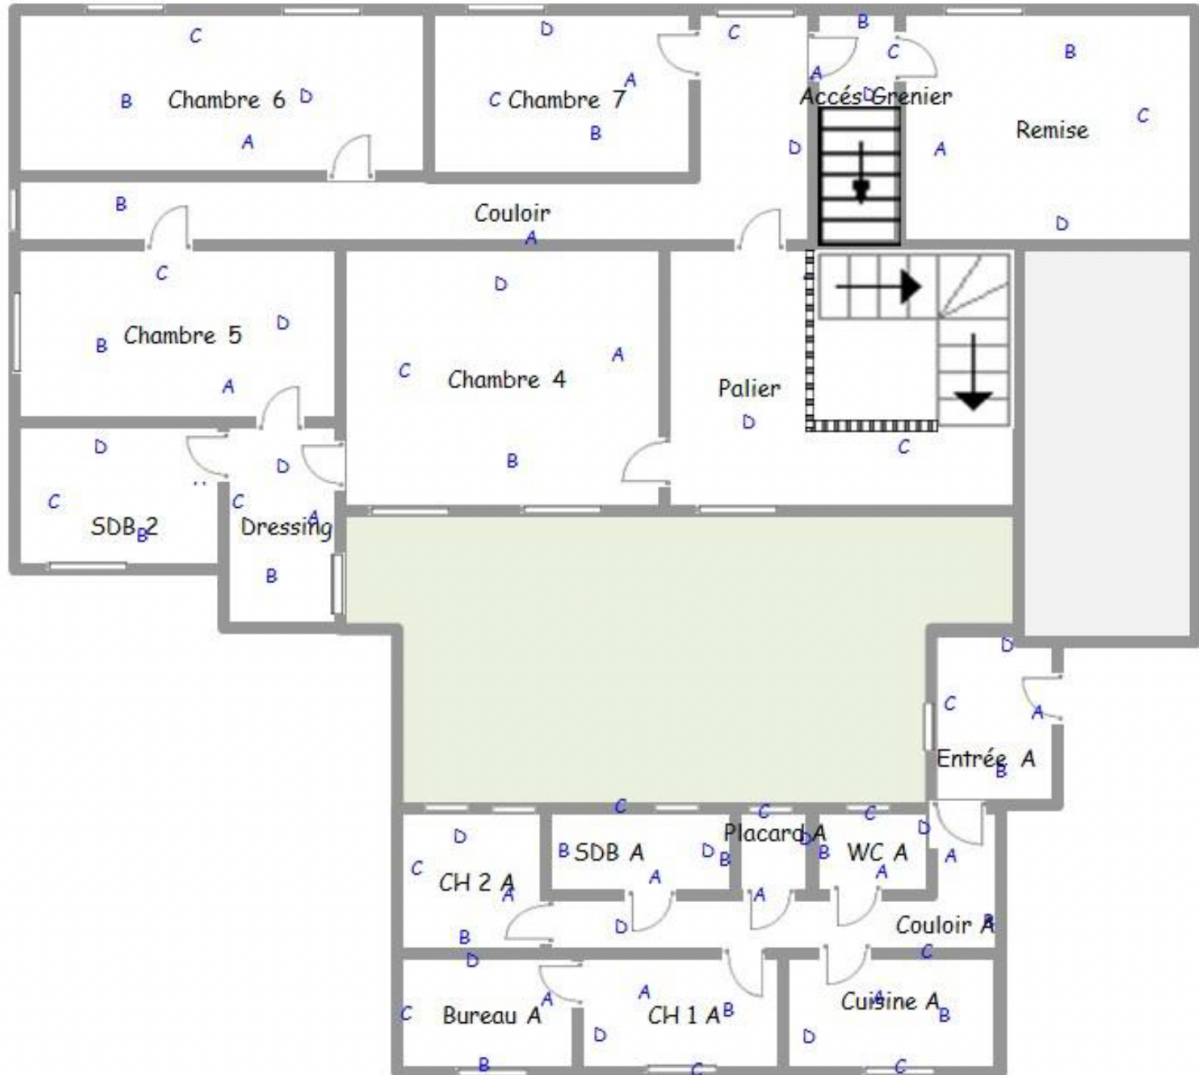 B
C
D
C
C
B
B
A
D
A
Chambre 6
D
C
Chambre 7
B
Accés Grenier
D
C
Remise
B
A
D
A
D
B
Couloir
A
C
D
D
B
Chambre 5
C
A
A
Chambre 4
Palier
D
C
B
D
D
C
SDB 2
B
C
A
Dressing
B
D
C
A
Entrée A
B
C
C
C
D
Placard A
D
D
B
SDB A
D
B
B
WC A
A
C
CH 2 A
A
A
A
A
B
D
Couloir A
B
C
D
C
Bureau A
A
B
A
CH 1 A
B
D
C
A
Cuisine A
B
D
C